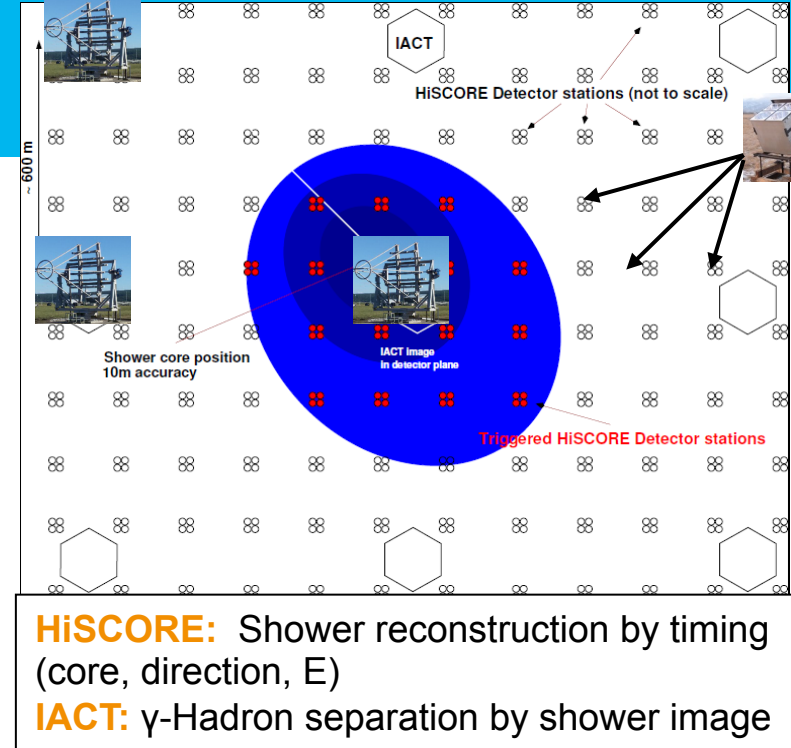 IACT
HiSCORE Detector stations (not to scale)
~ 600 m
Shower core position
10m accuracy
IACT image
in detector plane
Triggered HiSCORE Detector stations
HiSCORE: Shower reconstruction by timing
(core, direction, E)
IACT: γ-Hadron separation by shower image